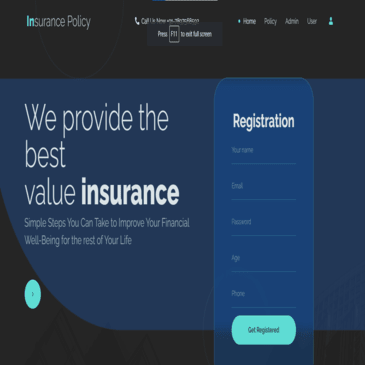 Insurance Policy
Call Us Now
Home
Policy
Admin
User
Press F11 to exit full screen
We provide the
best
value insurance
Simple Steps You Can Take to Improve Your Financial
Well-Being for the rest of Your Life
Registration
Your name
Email
Password
Age
Phone
Get Registered